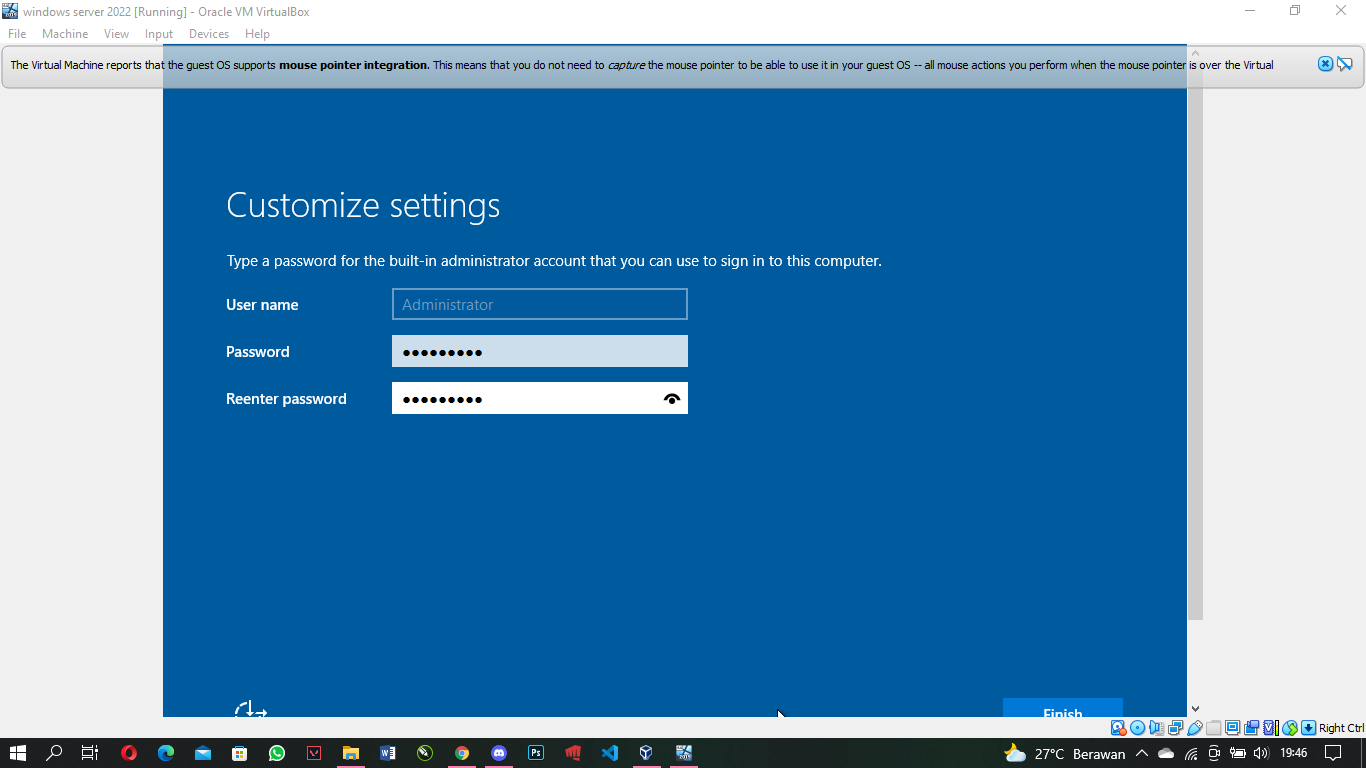 windows server 2022 [Running] - Oracle VM VirtualBox
File Machine View Input Devices Help
The Virtual Machine reports that the guest OS supports mouse pointer integration. This means that you do not need to capture the mouse pointer to be able to use it in your guest OS -- all mouse actions you perform when the mouse pointer is over the Virtual
Customize settings
Type a password for the built-in administrator account that you can use to sign in to this computer.
User name Administrator
Password ●●●●●●●●●
Reenter password ●●●●●●●●●
Finish
Right Ctrl
27°C Berawan 19:46